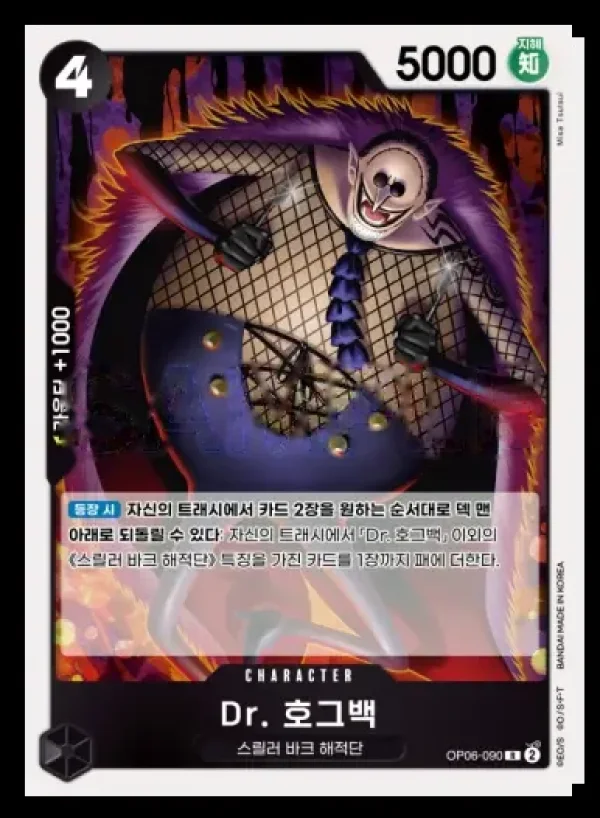 4
5000
지혜
知
Misa Tsutsui
카운터 +1000
등장 시 자신의 트래시에서 카드 2장을 원하는 순서대로 덱 맨
아래로 되돌릴 수 있다: 자신의 트래시에서 「Dr. 호그백」 이외의
《스릴러 바크 해적단》 특징을 가진 카드를 1장까지 패에 더한다.
CHARACTER
Dr. 호그백
스릴러 바크 해적단
OP06-090 R 2
©EO/S ©O/S·F·T BANDAI MADE IN KOREA